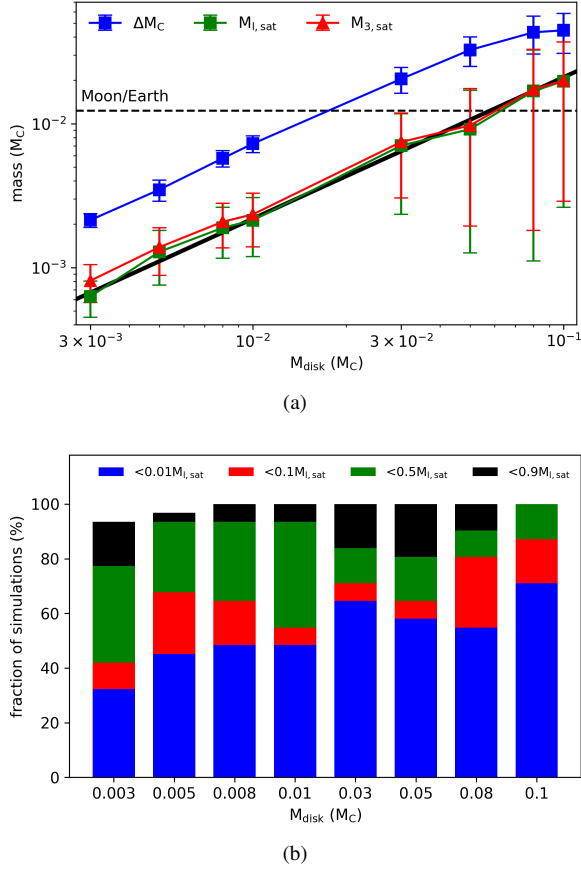 ΔM_C M_l,sat M_3,sat
Moon/Earth
10⁻²
10⁻³
mass (M_C)
3 × 10⁻³ 10⁻² 3 × 10⁻² 10⁻¹
M_disk (M_C)
(a)
<0.01M_l,sat <0.1M_l,sat <0.5M_l,sat <0.9M_l,sat
100
80
60
40
20
0
fraction of simulations (%)
0.003 0.005 0.008 0.01 0.03 0.05 0.08 0.1
M_disk (M_C)
(b)